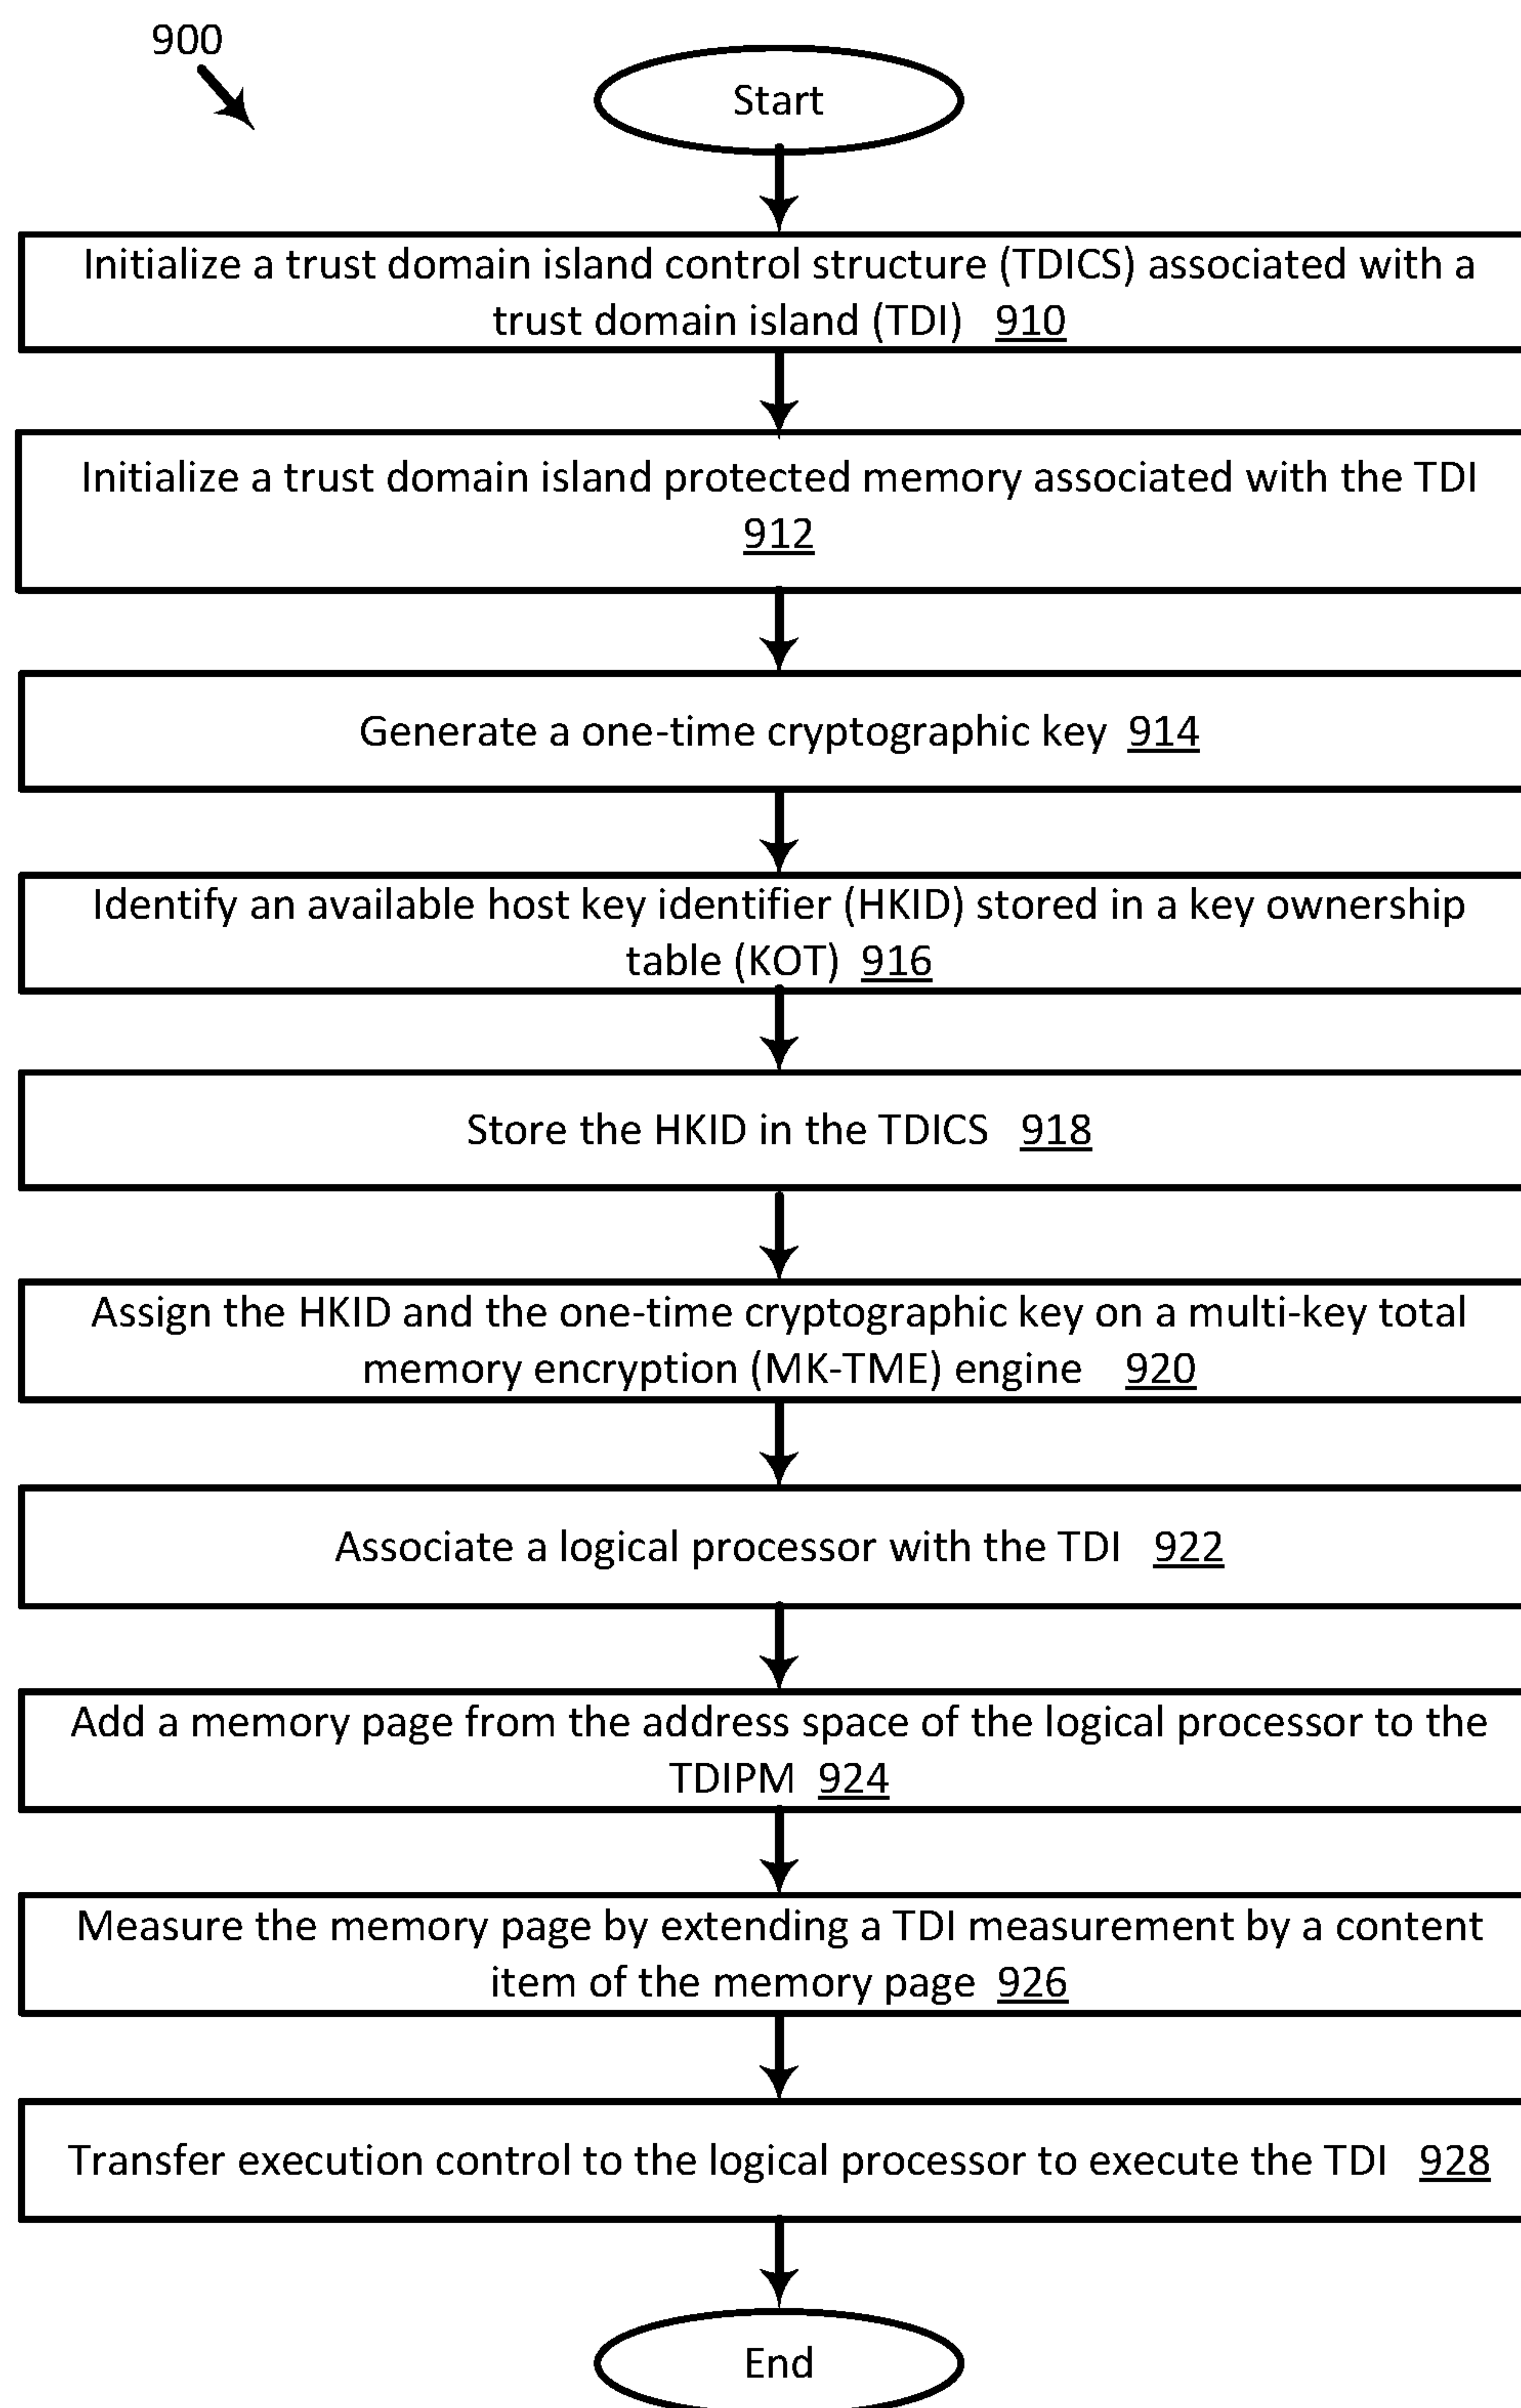 900
Start
Initialize a trust domain island control structure (TDICS) associated with a
trust domain island (TDI) 910
Initialize a trust domain island protected memory associated with the TDI
912
Generate a one-time cryptographic key 914
Identify an available host key identifier (HKID) stored in a key ownership
table (KOT) 916
Store the HKID in the TDICS 918
Assign the HKID and the one-time cryptographic key on a multi-key total
memory encryption (MK-TME) engine 920
Associate a logical processor with the TDI 922
Add a memory page from the address space of the logical processor to the
TDIPM 924
Measure the memory page by extending a TDI measurement by a content
item of the memory page 926
Transfer execution control to the logical processor to execute the TDI 928
End